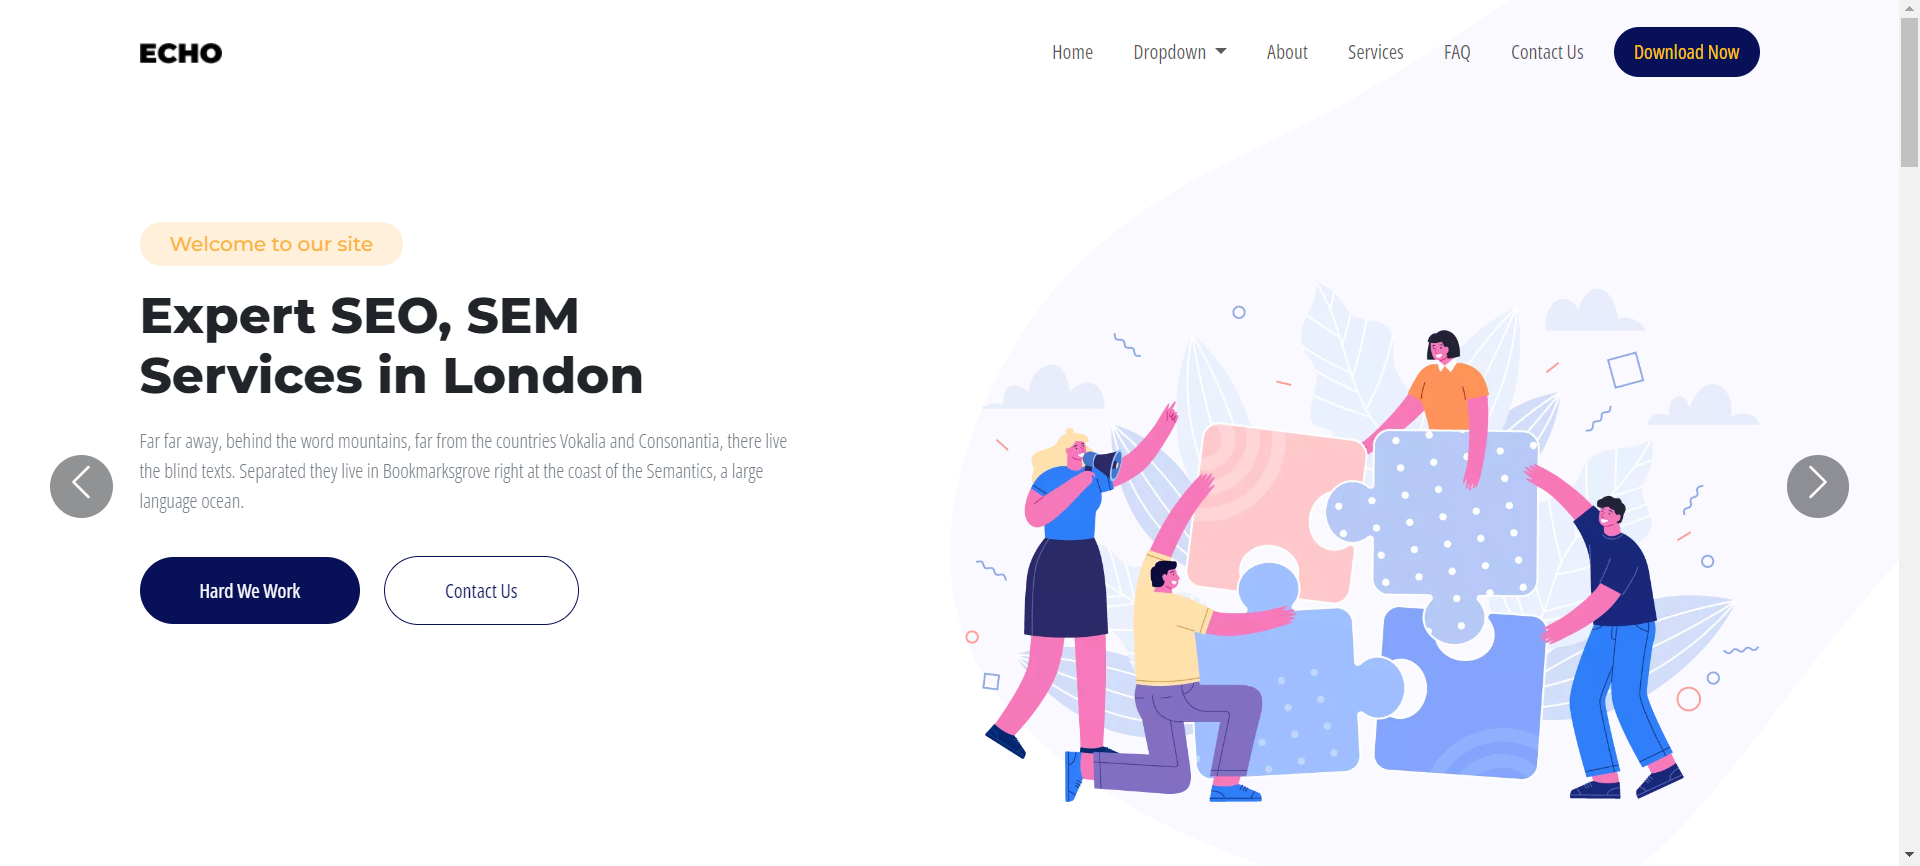 ECHO
Home Dropdown About Services FAQ Contact Us Download Now
Welcome to our site
Expert SEO, SEM
Services in London
Far far away, behind the word mountains, far from the countries Vokalia and Consonantia, there live
the blind texts. Separated they live in Bookmarksgrove right at the coast of the Semantics, a large
language ocean.
Hard We Work Contact Us